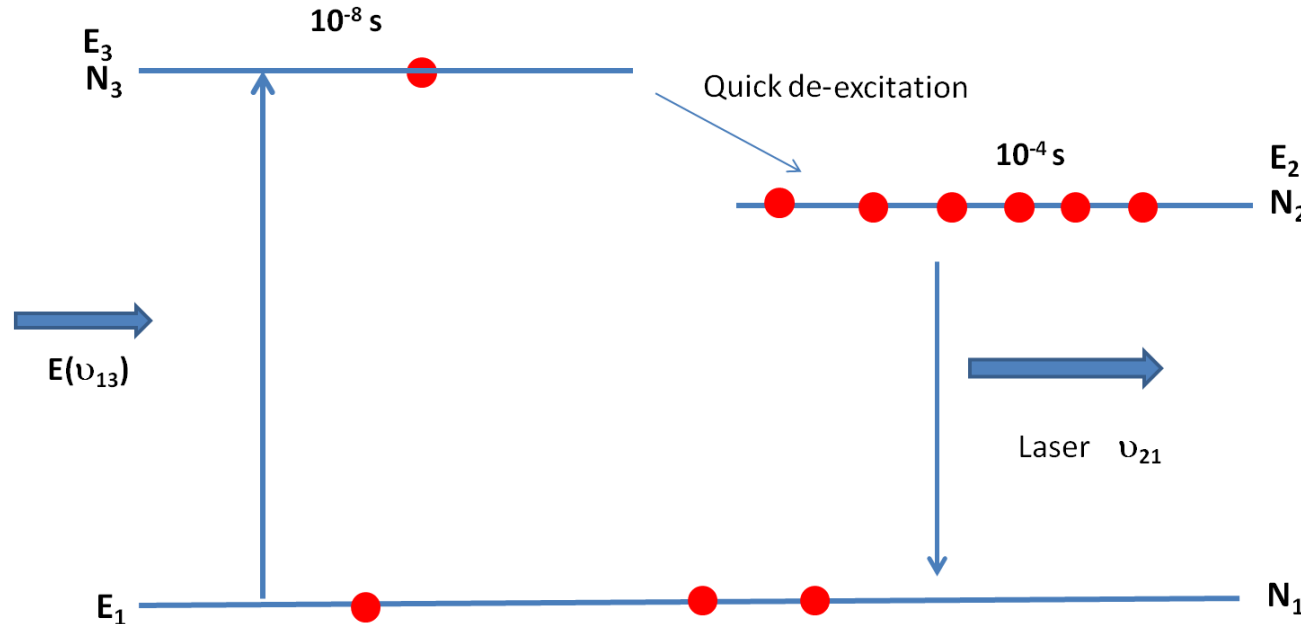 10⁻⁸ s
E₃
N₃
Quick de-excitation
10⁻⁴ s
E₂
N₂
E(υ₁₃)
Laser υ₂₁
E₁
N₁